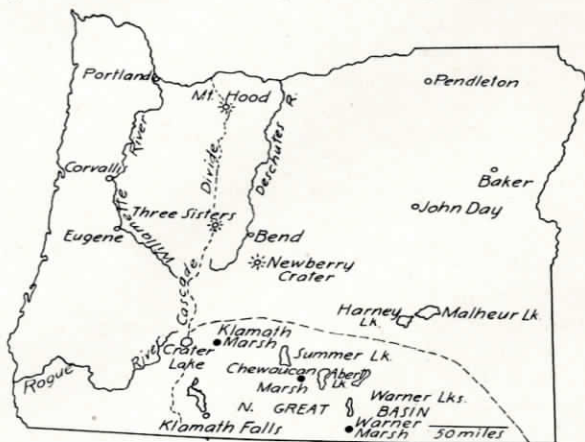 Portland
Mt. Hood
Pendleton
Deschutes R.
Willamette River
Cascade Divide
Corvallis
Baker
John Day
Three Sisters
Eugene
Bend
Newberry
Crater
Harney
Lk.
Malheur Lk.
Klamath
Marsh
Crater
Lake
Summer Lk.
Rogue River
Chewaucan
Marsh
Abert
Lk.
Warner Lks.
N. GREAT
BASIN
Klamath Falls
Warner
Marsh
50 miles